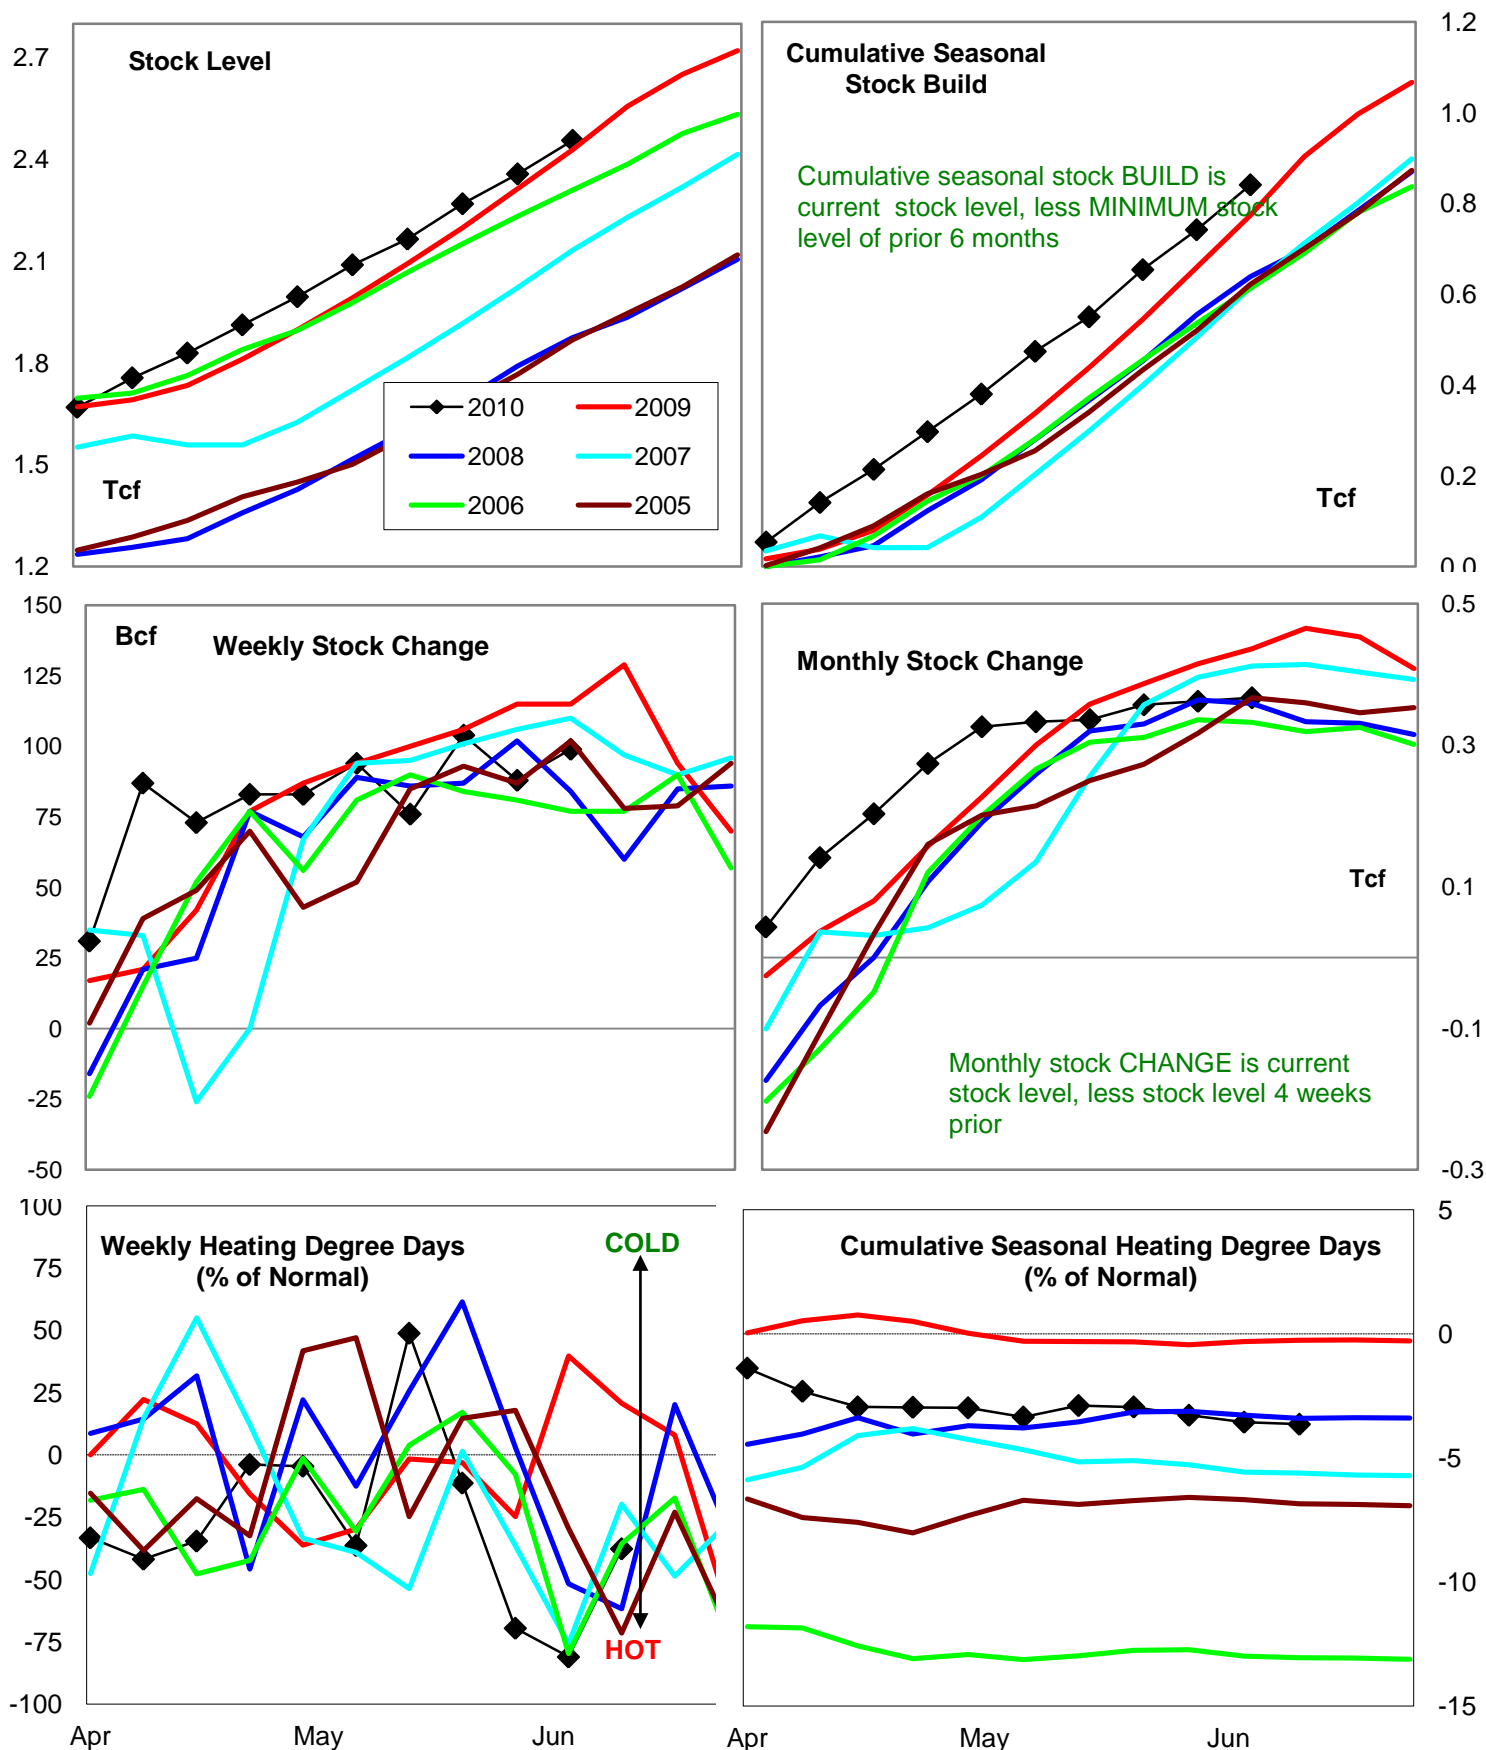 Stock Level
2.7
2.4
2.1
1.8
1.5
1.2
Tcf
2010
2009
2008
2007
2006
2005
Cumulative Seasonal
Stock Build
Cumulative seasonal stock BUILD is
current stock level, less MINIMUM stock
level of prior 6 months
Tcf
1.2
1.0
0.8
0.6
0.4
0.2
0.0
Bcf
Weekly Stock Change
150
125
100
75
50
25
0
-25
-50
Monthly Stock Change
Tcf
Monthly stock CHANGE is current
stock level, less stock level 4 weeks
prior
0.5
0.3
0.1
-0.1
-0.3
Weekly Heating Degree Days
(% of Normal)
COLD
HOT
100
75
50
25
0
-25
-50
-75
-100
Apr
May
Jun
Cumulative Seasonal Heating Degree Days
(% of Normal)
5
0
-5
-10
-15
Apr
May
Jun